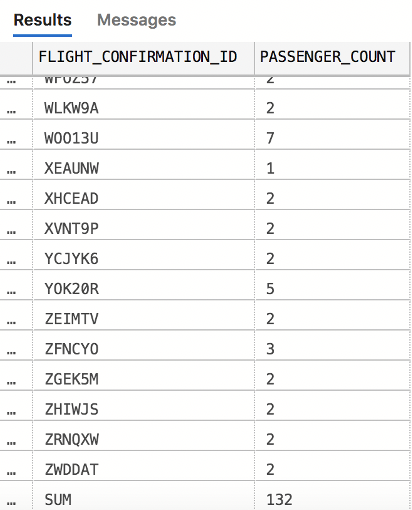 Results Messages
FLIGHT_CONFIRMATION_ID PASSENGER_COUNT
... 2
... WLKW9A 2
... WOO13U 7
... XEAUNW 1
... XHCEAD 2
... XVNT9P 2
... YCJYK6 2
... YOK20R 5
... ZEIMTV 2
... ZFNCYO 3
... ZGEK5M 2
... ZHIWJS 2
... ZRNQXW 2
... ZWDDAT 2
... SUM 132